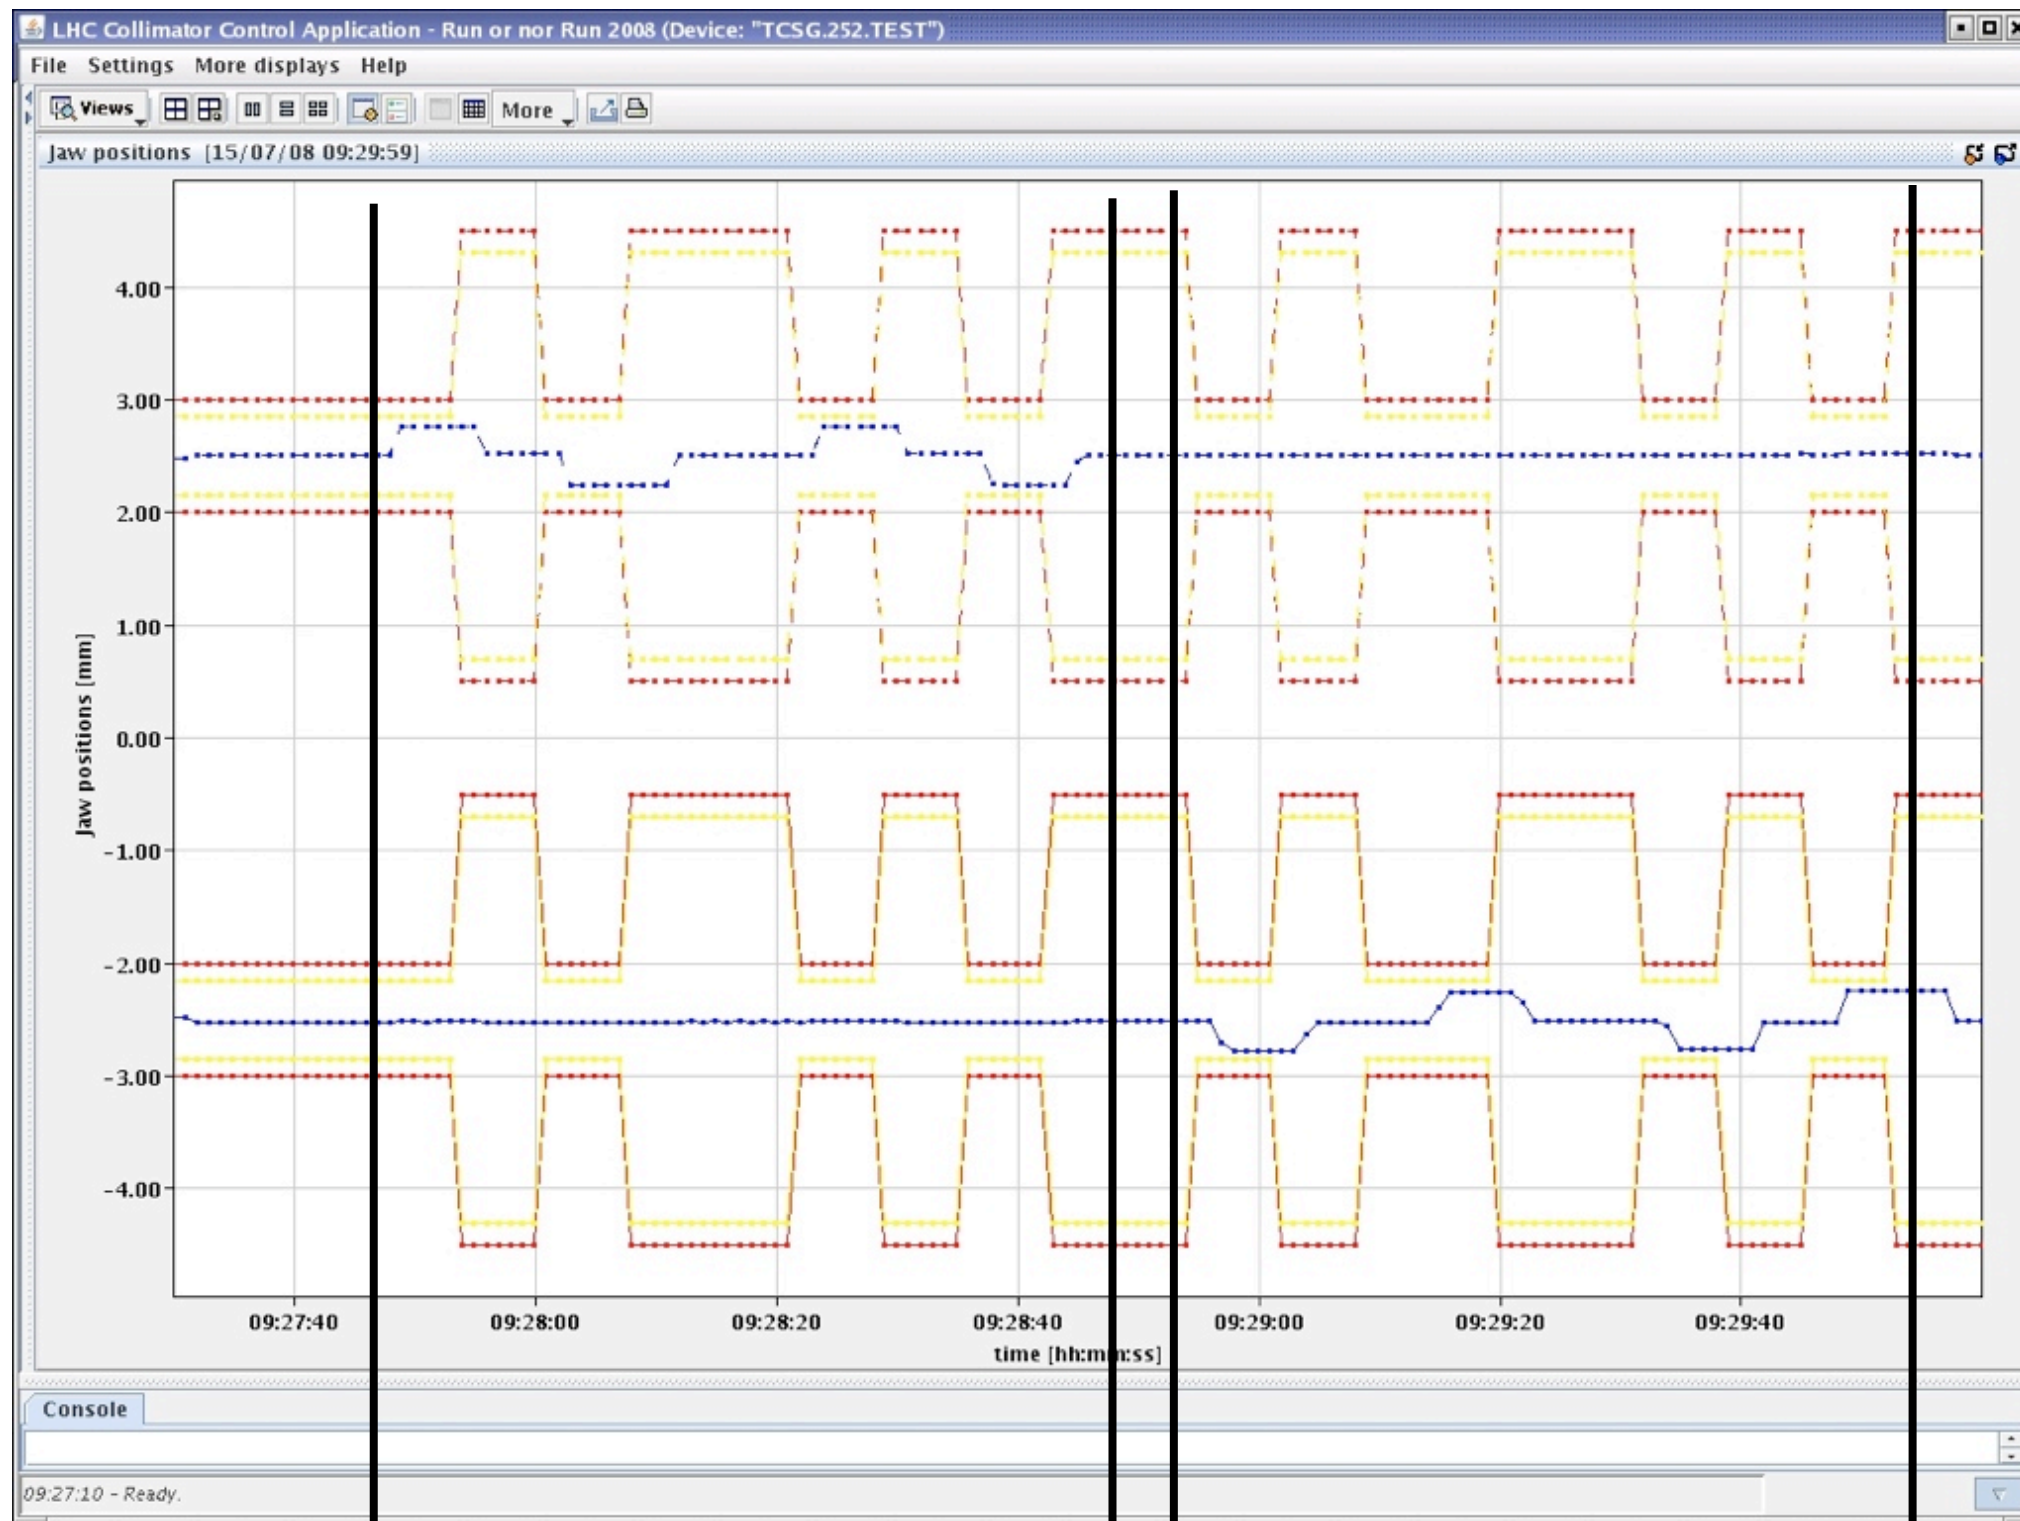 LHC Collimator Control Application - Run or nor Run 2008 (Device: "TCSG.252.TEST")
File Settings More displays Help
Views More
Jaw positions [15/07/08 09:29:59]
4.00
3.00
2.00
1.00
0.00
-1.00
-2.00
-3.00
-4.00
Jaw positions [mm]
09:27:40 09:28:00 09:28:20 09:28:40 09:29:00 09:29:20 09:29:40
time [hh:mm:ss]
Console
09:27:10 - Ready.